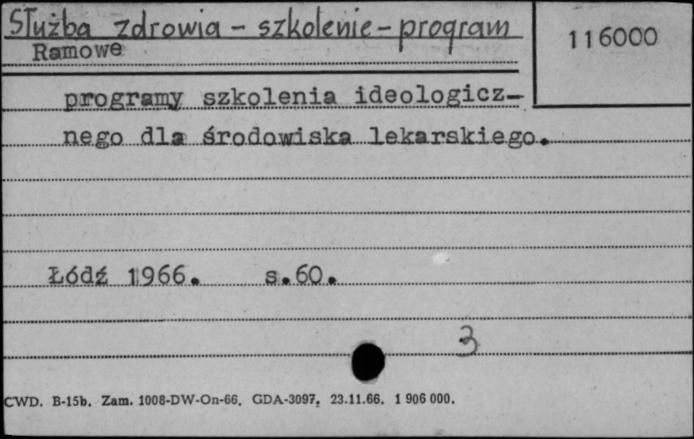 Służba zdrowia - szkolenie - program
116000
Ramowe
programy szkolenia ideologicz-
nego dla środowiska lekarskiego.
Łódź 1966. s.60.
3
CWD. B-15b. Zam. 1008-DW-On-66. GDA-3097. 23.11.66. 1 906 000.